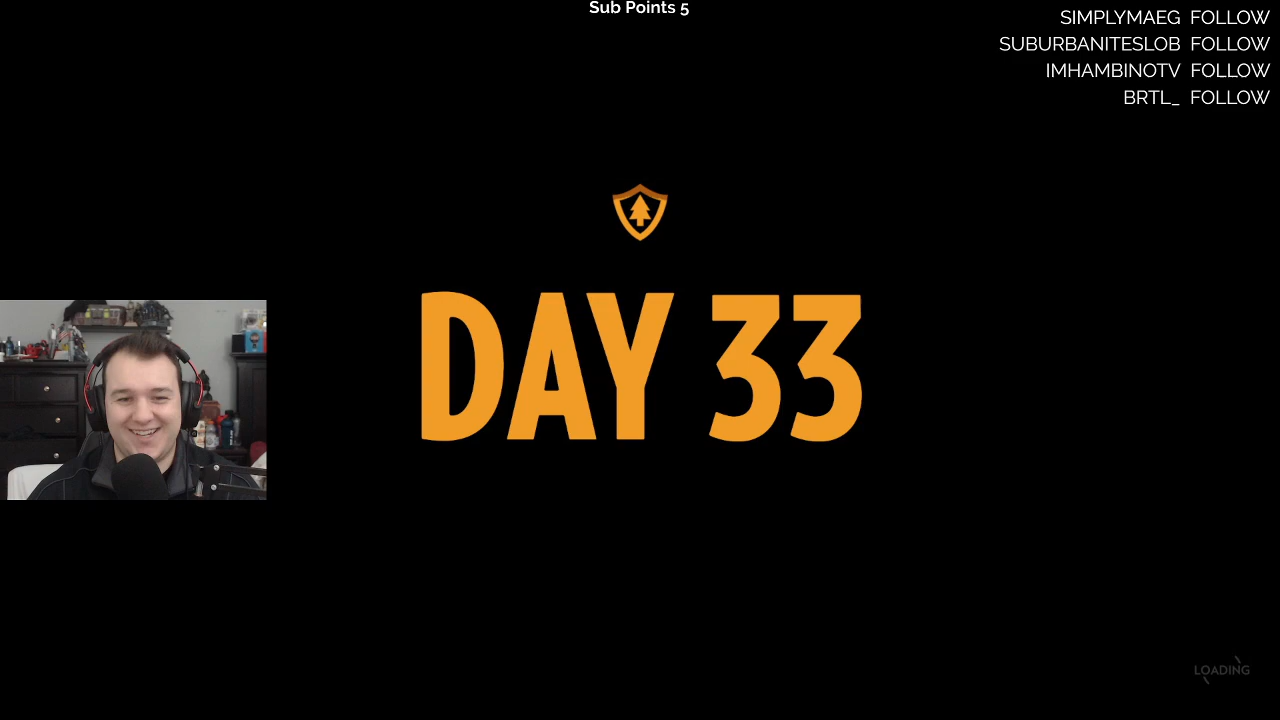 Sub Points 5
SIMPLYMAEG FOLLOW
SUBURBANITESLOB FOLLOW
IMHAMBINOTV FOLLOW
BRTL_ FOLLOW
DAY 33
LOADING